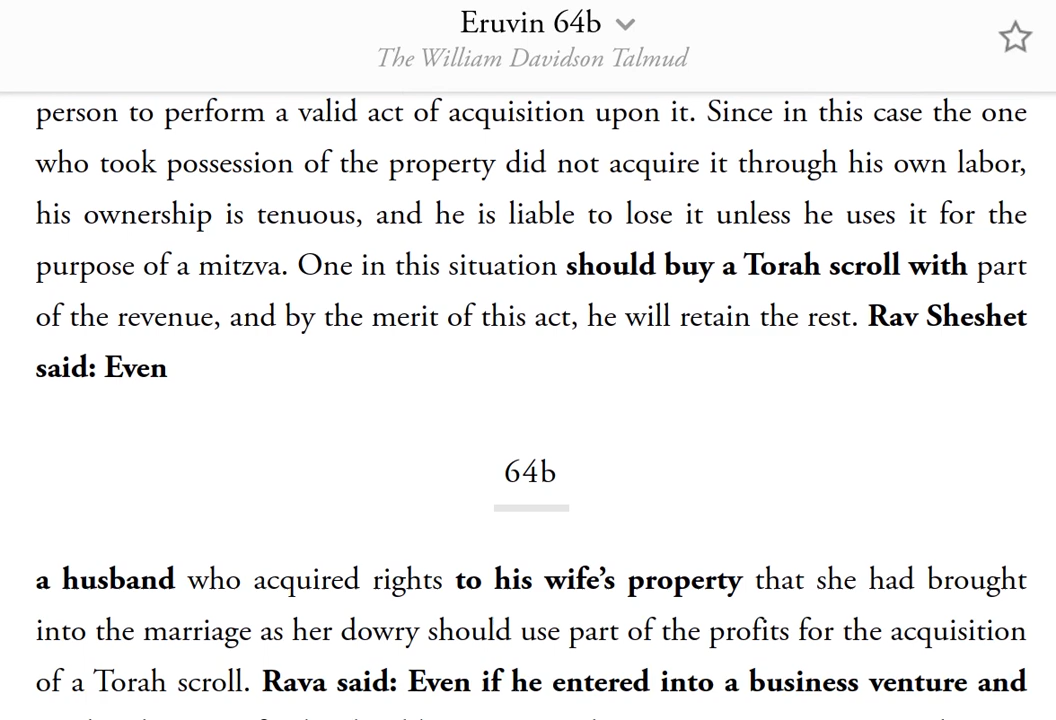 Eruvin 64b
The William Davidson Talmud
person to perform a valid act of acquisition upon it. Since in this case the one
who took possession of the property did not acquire it through his own labor,
his ownership is tenuous, and he is liable to lose it unless he uses it for the
purpose of a mitzva. One in this situation should buy a Torah scroll with part
of the revenue, and by the merit of this act, he will retain the rest. Rav Sheshet
said: Even
64b
a husband who acquired rights to his wife’s property that she had brought
into the marriage as her dowry should use part of the profits for the acquisition
of a Torah scroll. Rava said: Even if he entered into a business venture and